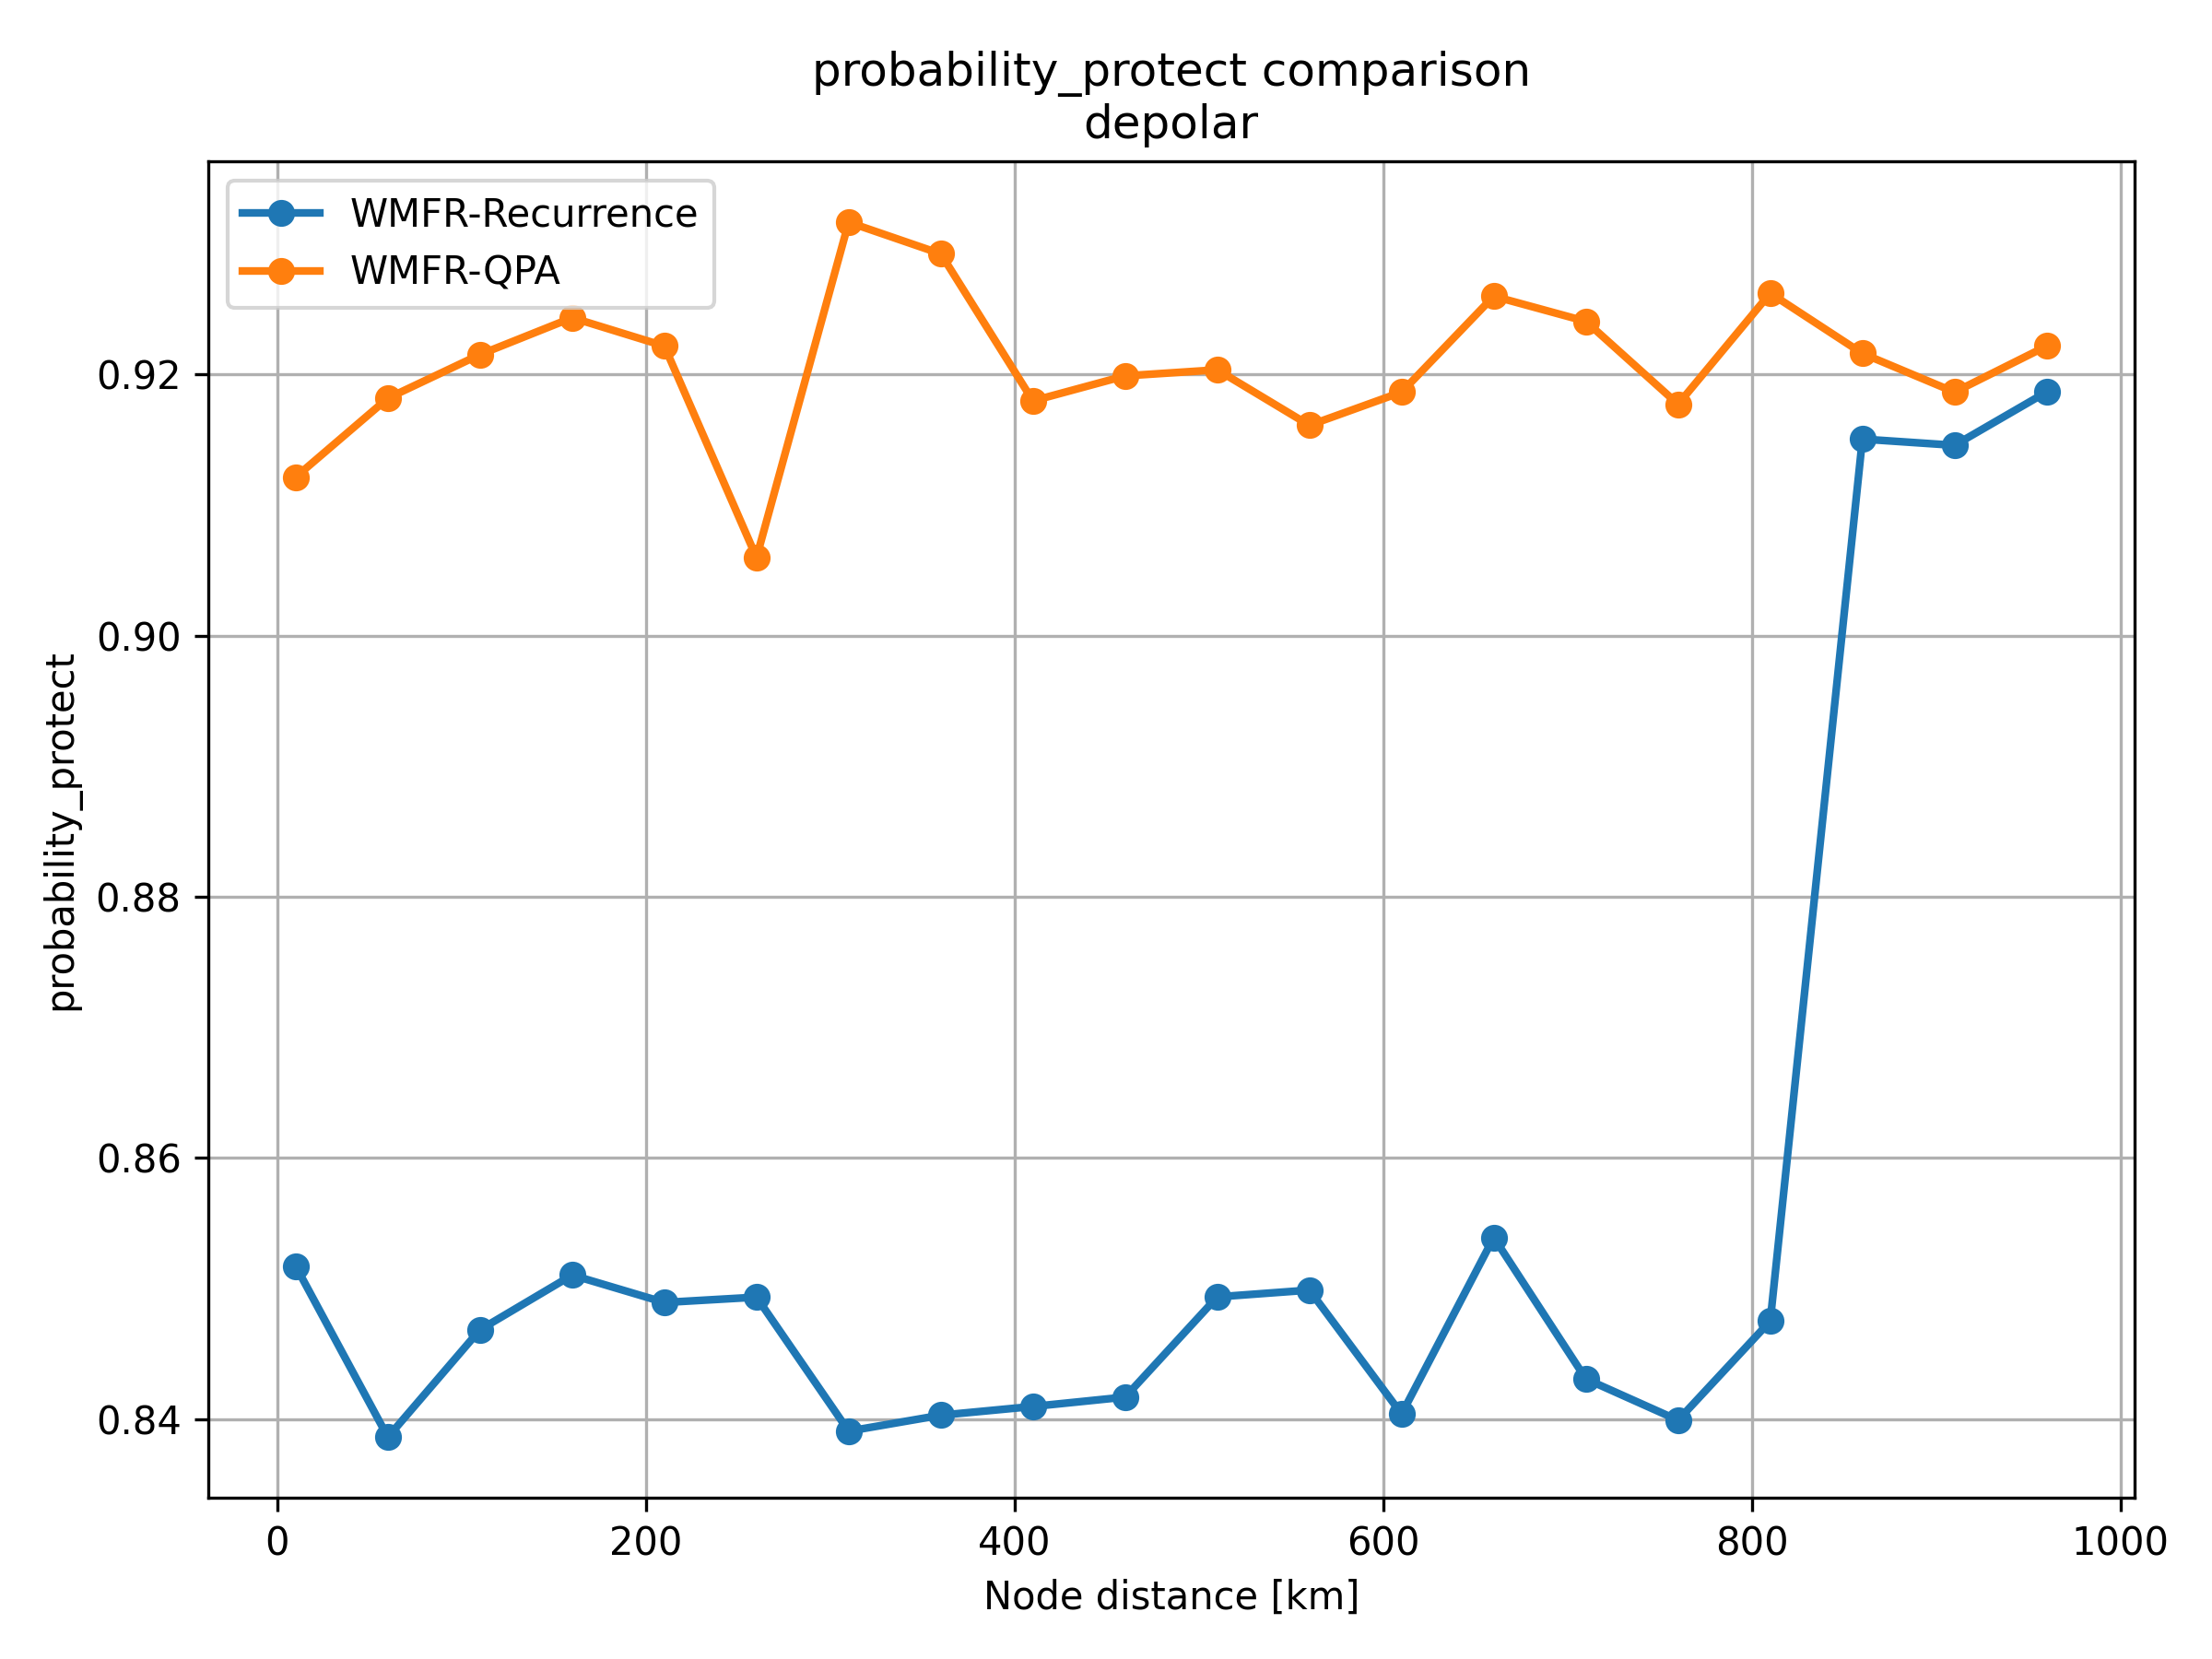 probability_protect comparison
depolar
WMFR-Recurrence
WMFR-QPA
probability_protect
0.92
0.90
0.88
0.86
0.84
0 200 400 600 800 1000
Node distance [km]